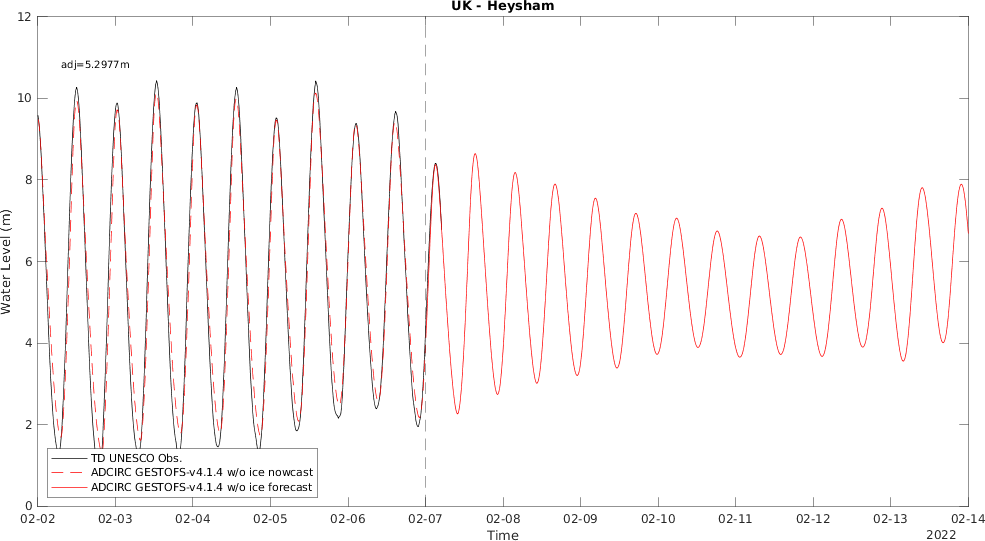 UK - Heysham
12
adj=5.2977m
10
8
6
4
2
0
Water Level (m)
TD UNESCO Obs.
ADCIRC GESTOFS-v4.1.4 w/o ice nowcast
ADCIRC GESTOFS-v4.1.4 w/o ice forecast
02-02 02-03 02-04 02-05 02-06 02-07 02-08 02-09 02-10 02-11 02-12 02-13 02-14
Time
2022